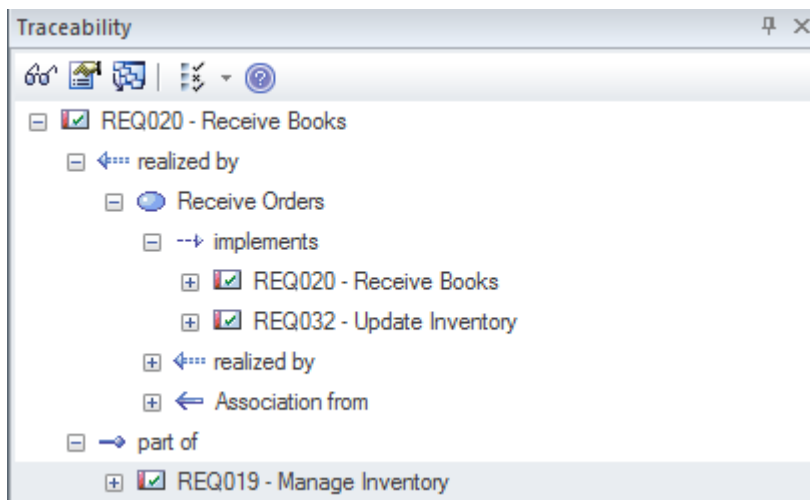 Traceability
REQ020 - Receive Books
realized by
Receive Orders
implements
REQ020 - Receive Books
REQ032 - Update Inventory
realized by
Association from
part of
REQ019 - Manage Inventory